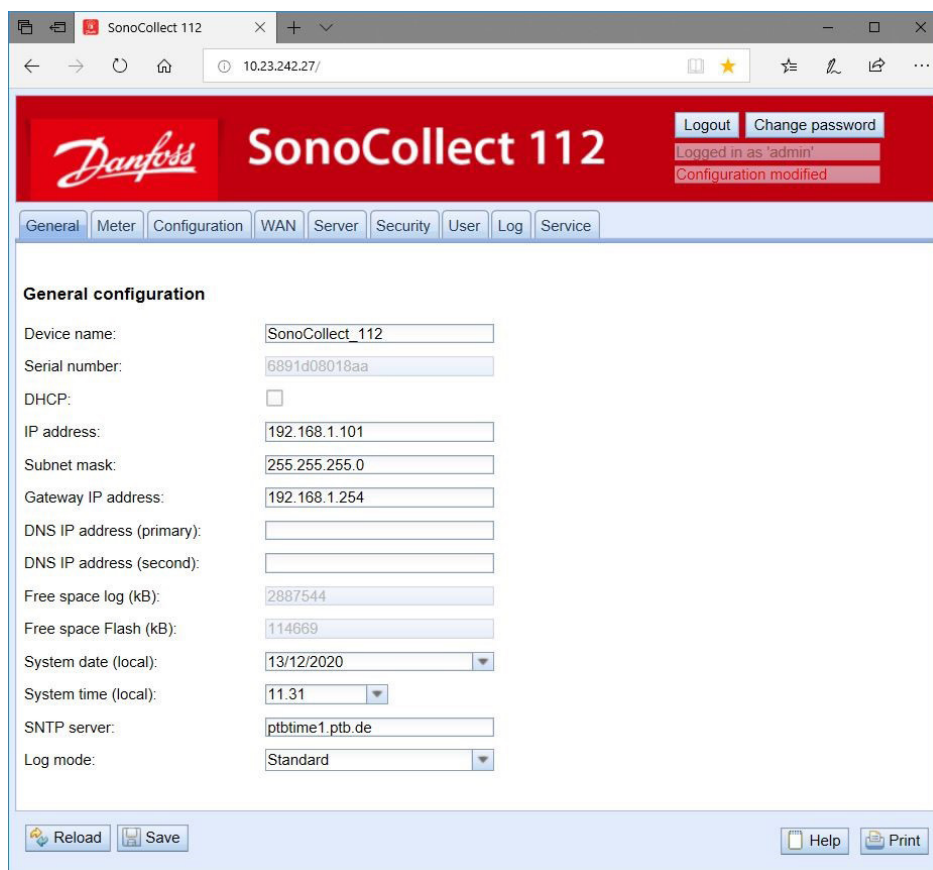 SonoCollect 112
10.23.242.27/
Danfoss
SonoCollect 112
Logout Change password
Logged in as 'admin'
Configuration modified
General Meter Configuration WAN Server Security User Log Service
General configuration
Device name: SonoCollect_112
Serial number: 6891d08018aa
DHCP:
IP address: 192.168.1.101
Subnet mask: 255.255.255.0
Gateway IP address: 192.168.1.254
DNS IP address (primary):
DNS IP address (second):
Free space log (kB): 2887544
Free space Flash (kB): 114669
System date (local): 13/12/2020
System time (local): 11.31
SNTP server: ptbtime1.ptb.de
Log mode: Standard
Reload Save Help Print